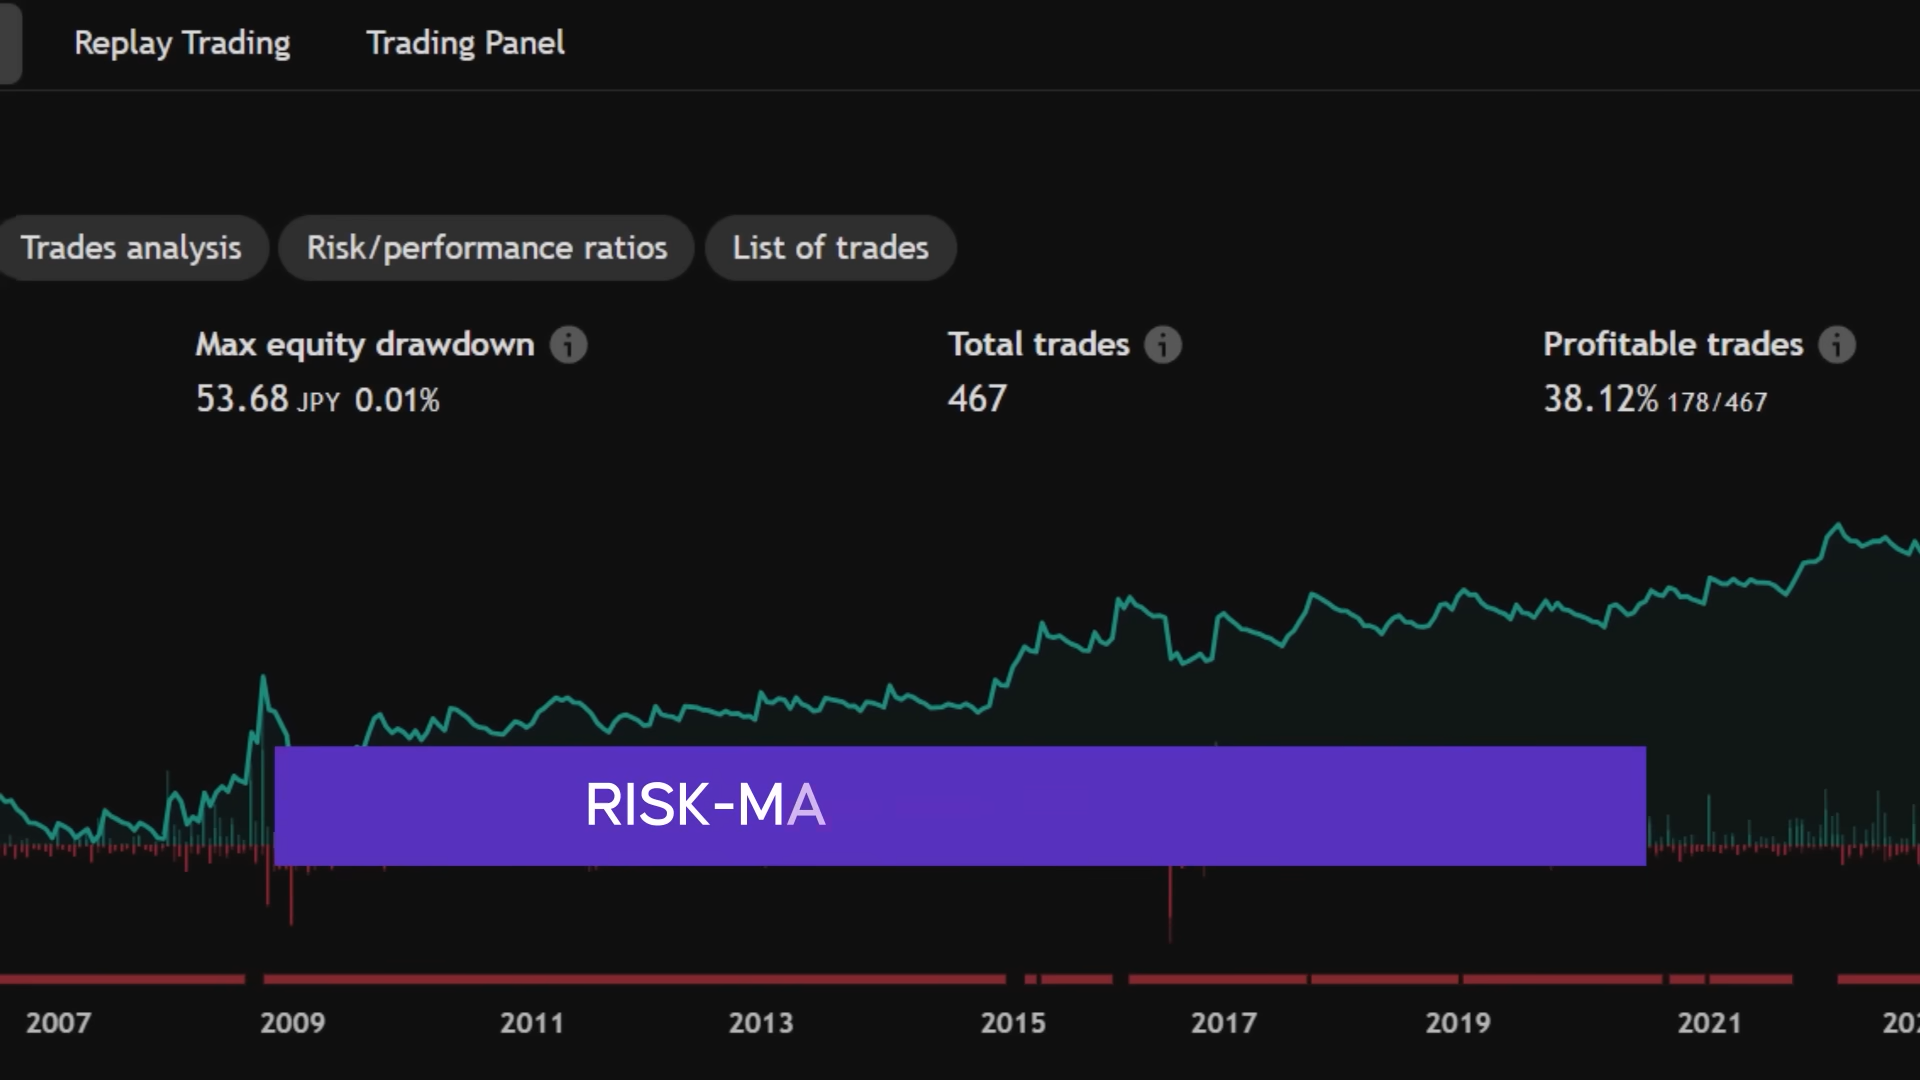 Replay Trading Trading Panel
Trades analysis Risk/performance ratios List of trades
Max equity drawdown Total trades Profitable trades
53.68 JPY 0.01% 467 38.12% 178/467
RISK-MA
2007 2009 2011 2013 2015 2017 2019 2021